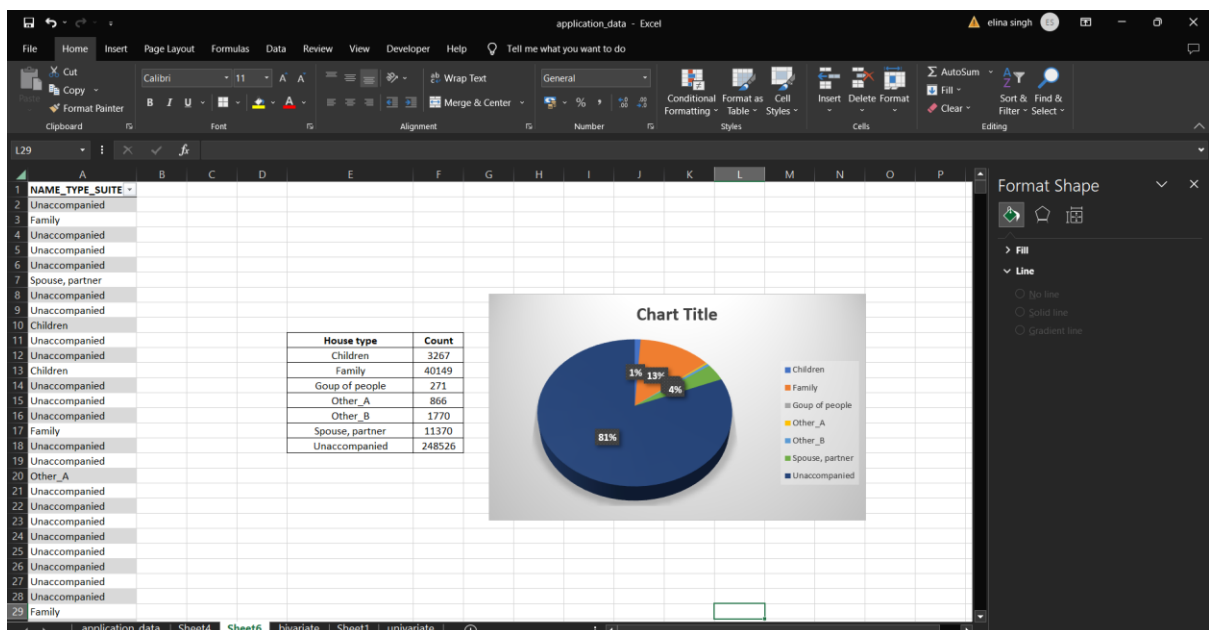 application_data - Excel
elina singh ES
File Home Insert Page Layout Formulas Data Review View Developer Help Tell me what you want to do
Cut
Copy
Format Painter
Paste
Clipboard
Calibri 11 A A
B I U A
Font
Wrap Text
Merge & Center
Alignment
General
% 9
Number
Conditional Formatting
Format as Table
Cell Styles
Styles
Insert Delete Format
Cells
AutoSum
Fill
Clear
Sort & Filter
Find & Select
Editing
L29 fx
A B C D E F G H I J K L M N O P
1 NAME_TYPE_SUITE
2 Unaccompanied
3 Family
4 Unaccompanied
5 Unaccompanied
6 Unaccompanied
7 Spouse, partner
8 Unaccompanied
9 Unaccompanied
10 Children
11 Unaccompanied
12 Unaccompanied
13 Children
14 Unaccompanied
15 Unaccompanied
16 Unaccompanied
17 Family
18 Unaccompanied
19 Unaccompanied
20 Other_A
21 Unaccompanied
22 Unaccompanied
23 Unaccompanied
24 Unaccompanied
25 Unaccompanied
26 Unaccompanied
27 Unaccompanied
28 Unaccompanied
29 Family
House type Count
Children 3267
Family 40149
Goup of people 271
Other_A 866
Other_B 1770
Spouse, partner 11370
Unaccompanied 248526
Chart Title
1% 13%
4%
81%
Children
Family
Goup of people
Other_A
Other_B
Spouse, partner
Unaccompanied
Format Shape
Fill
Line
No line
Solid line
Gradient line
application_data Sheet4 Sheet6 bivariate Sheet1 univariate